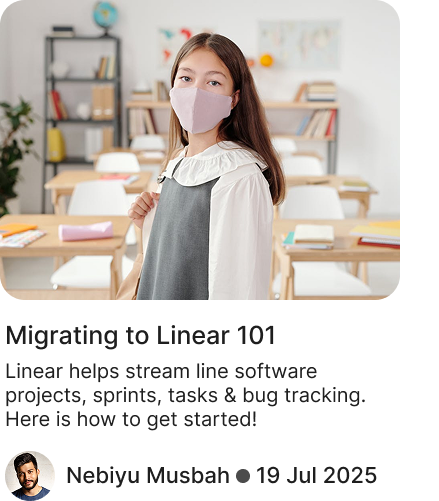 Migrating to Linear 101
Linear helps stream line software
projects, sprints, tasks & bug tracking.
Here is how to get started!
Nebiyu Musbah ● 19 Jul 2025